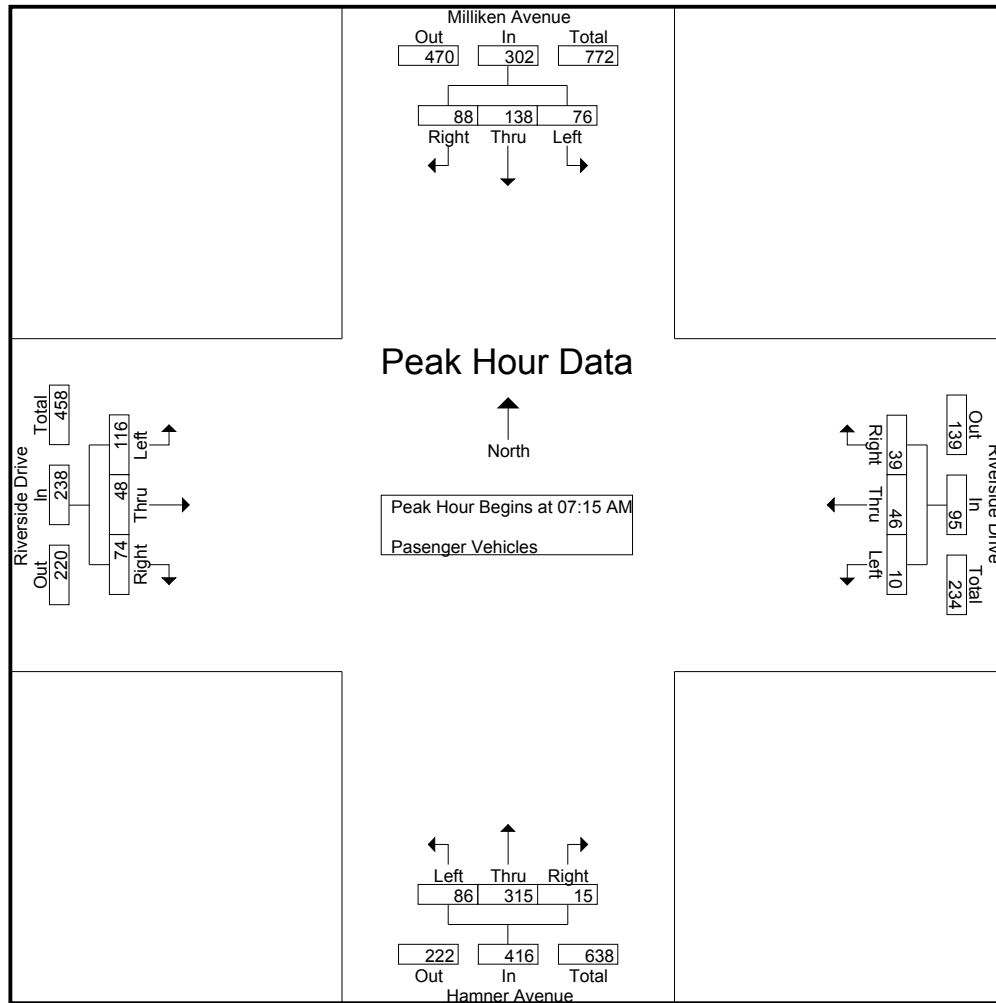 Milliken Avenue
Out In Total
470 302 772
88 138 76
Right Thru Left
Peak Hour Data
North
Peak Hour Begins at 07:15 AM
Pasenger Vehicles
Riverside Drive
Total In Out
458 238 220
116 48 74
Left Thru Right
Riverside Drive
Out In Total
139 95 234
39 46 10
Right Thru Left
Left Thru Right
86 315 15
222 416 638
Out In Total
Hamner Avenue